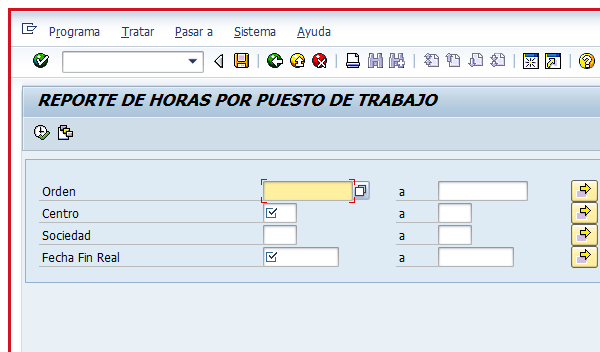 Programa Tratar Pasar a Sistema Ayuda
REPORTE DE HORAS POR PUESTO DE TRABAJO
Orden a
Centro a
Sociedad a
Fecha Fin Real a